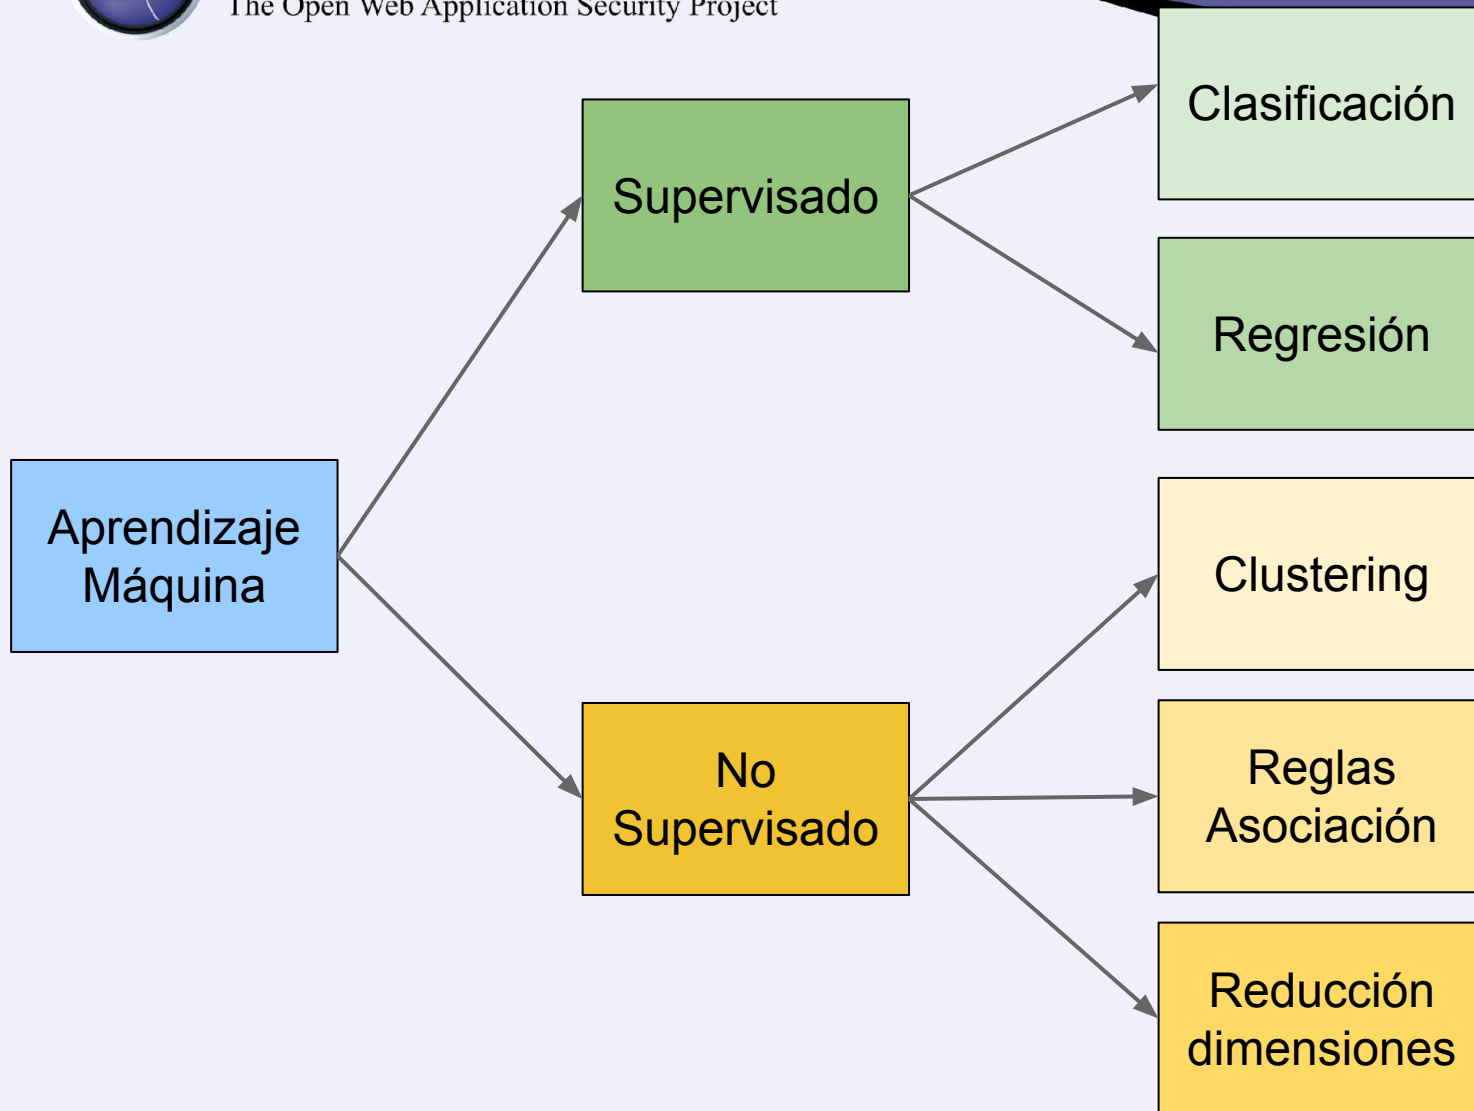 The Open Web Application Security Project
Clasificación
Supervisado
Regresión
Aprendizaje
Máquina
Clustering
No
Supervisado
Reglas
Asociación
Reducción
dimensiones